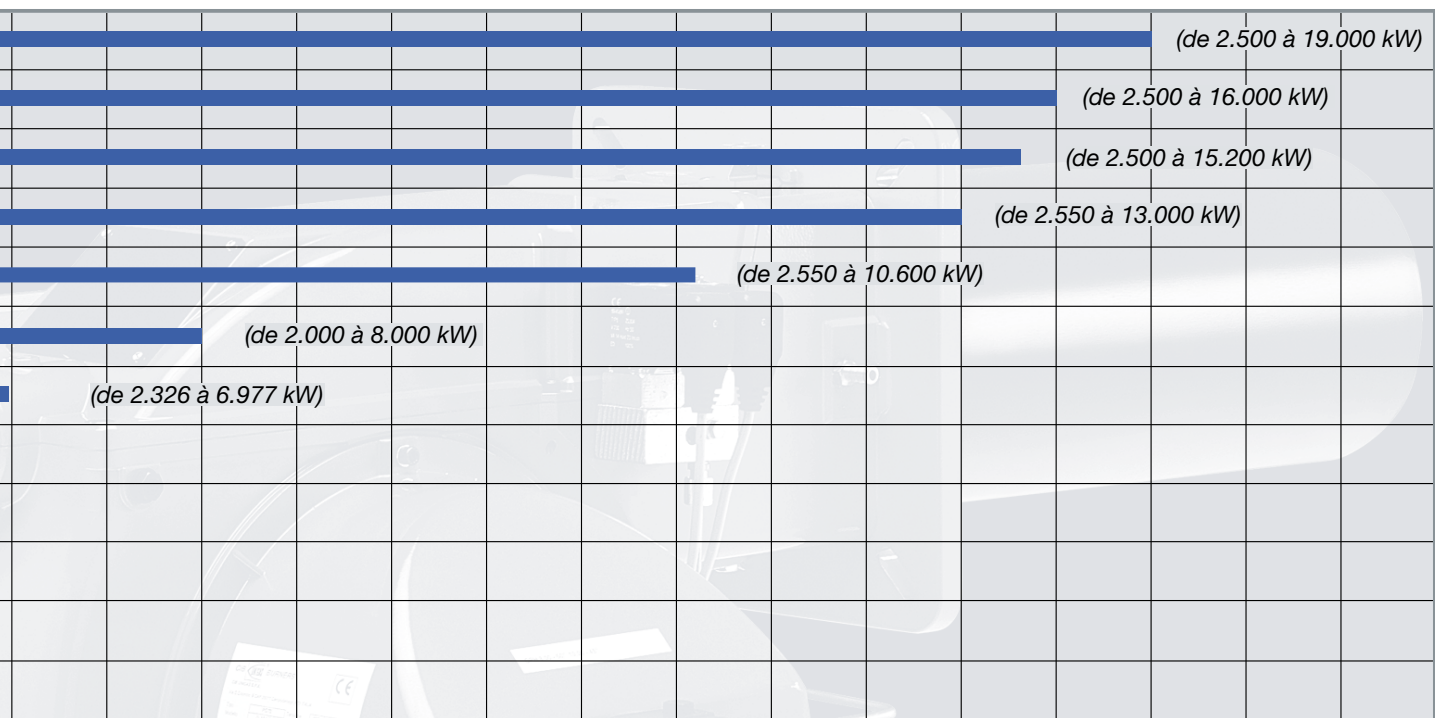 (de 2.500 à 19.000 kW)
(de 2.500 à 16.000 kW)
(de 2.500 à 15.200 kW)
(de 2.550 à 13.000 kW)
(de 2.550 à 10.600 kW)
(de 2.000 à 8.000 kW)
(de 2.326 à 6.977 kW)